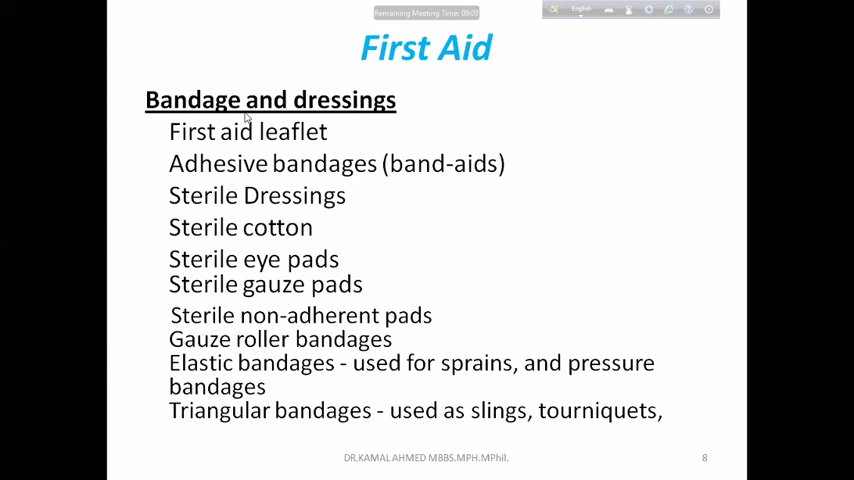 Remaining Meeting Time: 09:03
English
First Aid
Bandage and dressings
First aid leaflet
Adhesive bandages (band-aids)
Sterile Dressings
Sterile cotton
Sterile eye pads
Sterile gauze pads
Sterile non-adherent pads
Gauze roller bandages
Elastic bandages - used for sprains, and pressure
bandages
Triangular bandages - used as slings, tourniquets,
DR.KAMAL AHMED MBBS.MPH.MPhil.
8